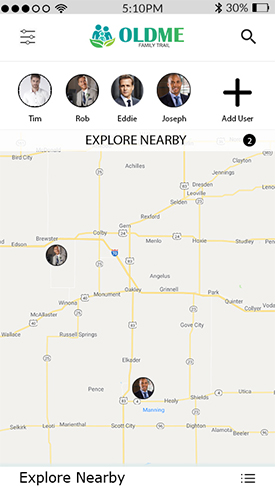 5:10PM 30%
OLDME
FAMILY TRAIL
Tim Rob Eddie Joseph Add User
EXPLORE NEARBY 2
Bird City
Achilles
Clayton
Jennings
Dresden
Leoville
Rexford
Selden
Gem
Colby
Brewster
Edson
Menlo
Hoxie
Studley
Angelus
Oakley
Grinnell
Monument
Park
Quinter
Collyer
Winona
McAllaster
Wallace
Russell Springs
Gove City
Elkader
Pence
Healy
Shields
Utica
Manning
Leoti
Marienthal
Scott City
Dighton
Alamota
Beeler
Explore Nearby